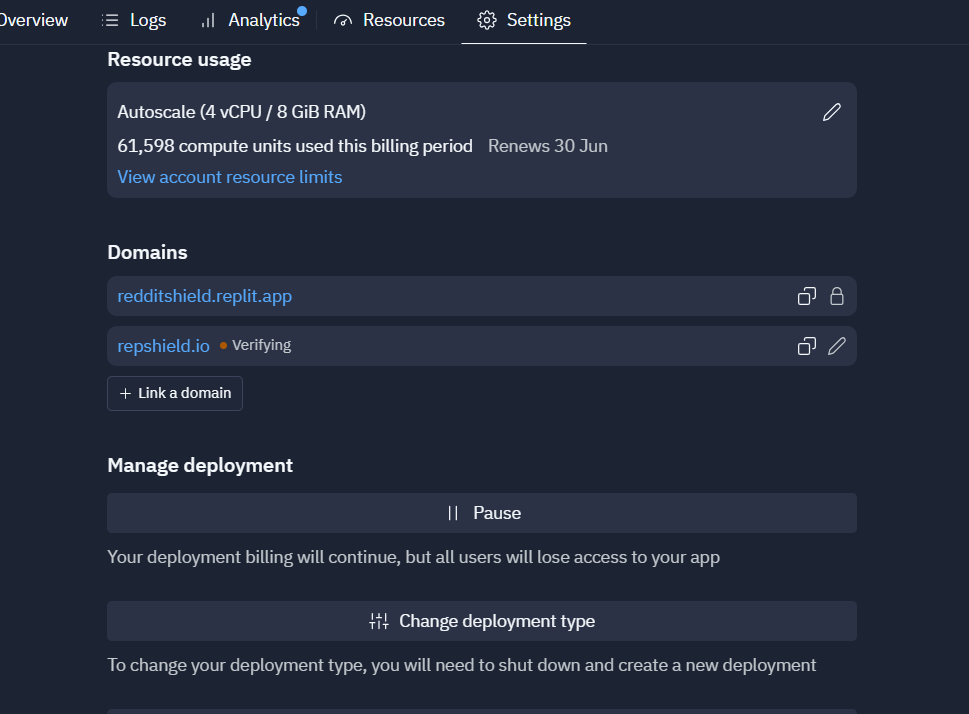 Overview Logs Analytics Resources Settings
Resource usage
Autoscale (4 vCPU / 8 GiB RAM)
61,598 compute units used this billing period Renews 30 Jun
View account resource limits
Domains
redditshield.replit.app
repshield.io Verifying
+ Link a domain
Manage deployment
Pause
Your deployment billing will continue, but all users will lose access to your app
Change deployment type
To change your deployment type, you will need to shut down and create a new deployment